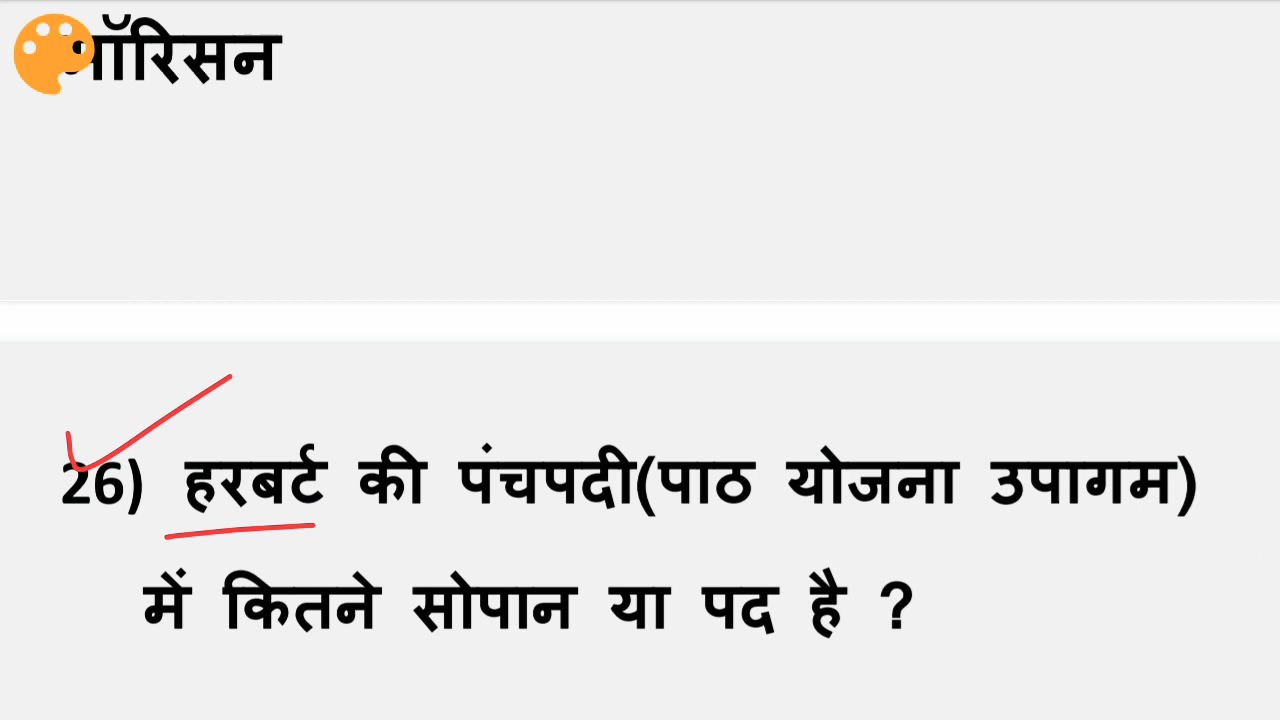 मॉरिसन
26) हरबर्ट की पंचपदी(पाठ योजना उपागम)
में कितने सोपान या पद है ?